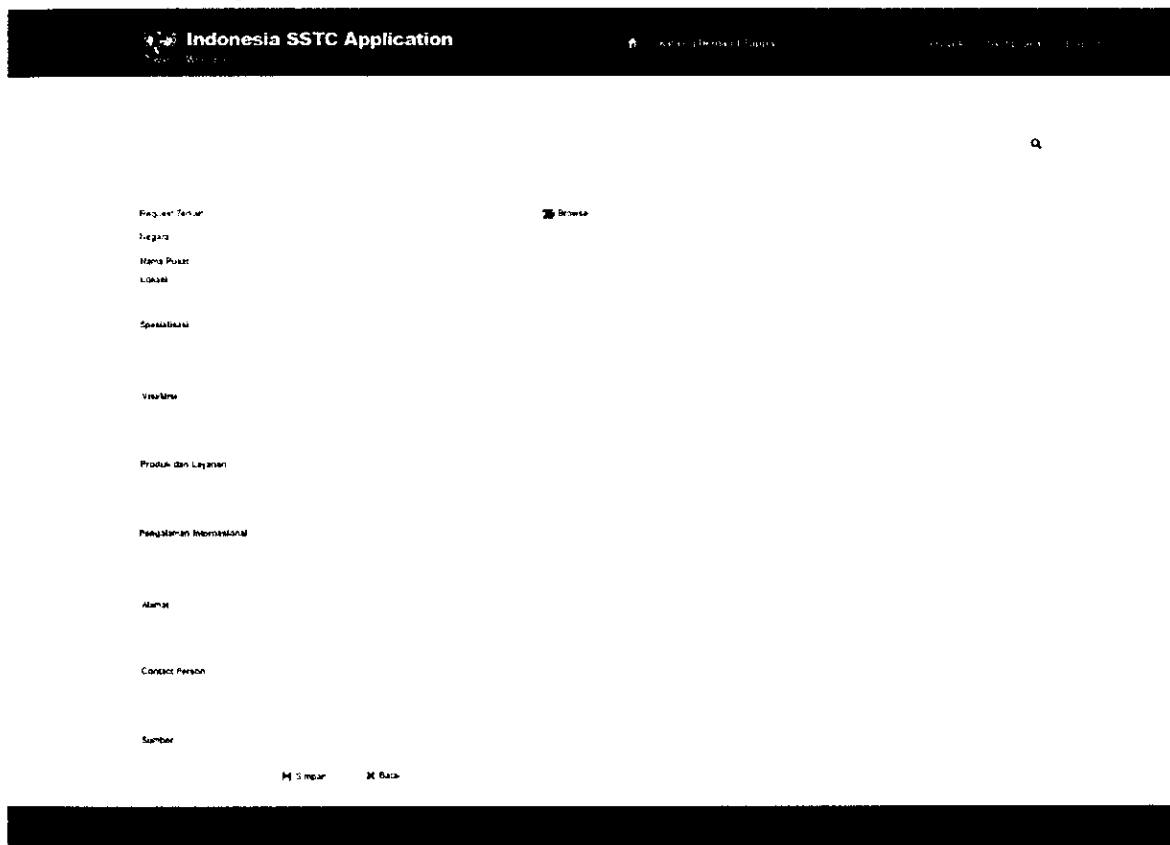 Indonesia SSTC Application
Request Terkait
Browse
Negara
Nama Pusat
Lokasi
Spesialisasi
Visi/Misi
Produk dan Layanan
Pengalaman Internasional
Alamat
Contact Person
Sumber
Simpan
Batal